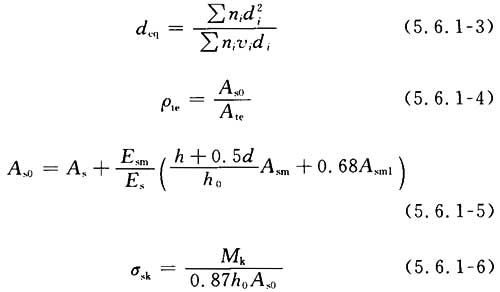 d_eq = ∑ n_i d_i^2 / ∑ n_i υ_i d_i (5.6.1-3)
ρ_te = A_s0 / A_te (5.6.1-4)
A_s0 = A_s + E_sm / E_s ( (h + 0.5d) / h_0 A_sm + 0.68A_sm1 )
(5.6.1-5)
σ_sk = M_k / 0.87h_0 A_s0 (5.6.1-6)